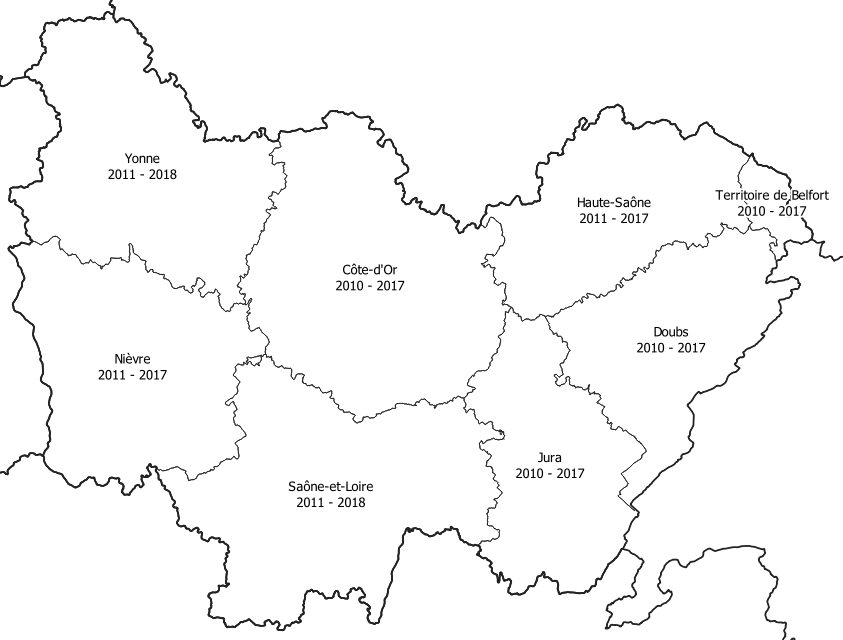 Yonne
2011 - 2018
Haute-Saône
2011 - 2017
Territoire de Belfort
2010 - 2017
Côte-d'Or
2010 - 2017
Doubs
2010 - 2017
Nièvre
2011 - 2017
Jura
2010 - 2017
Saône-et-Loire
2011 - 2018